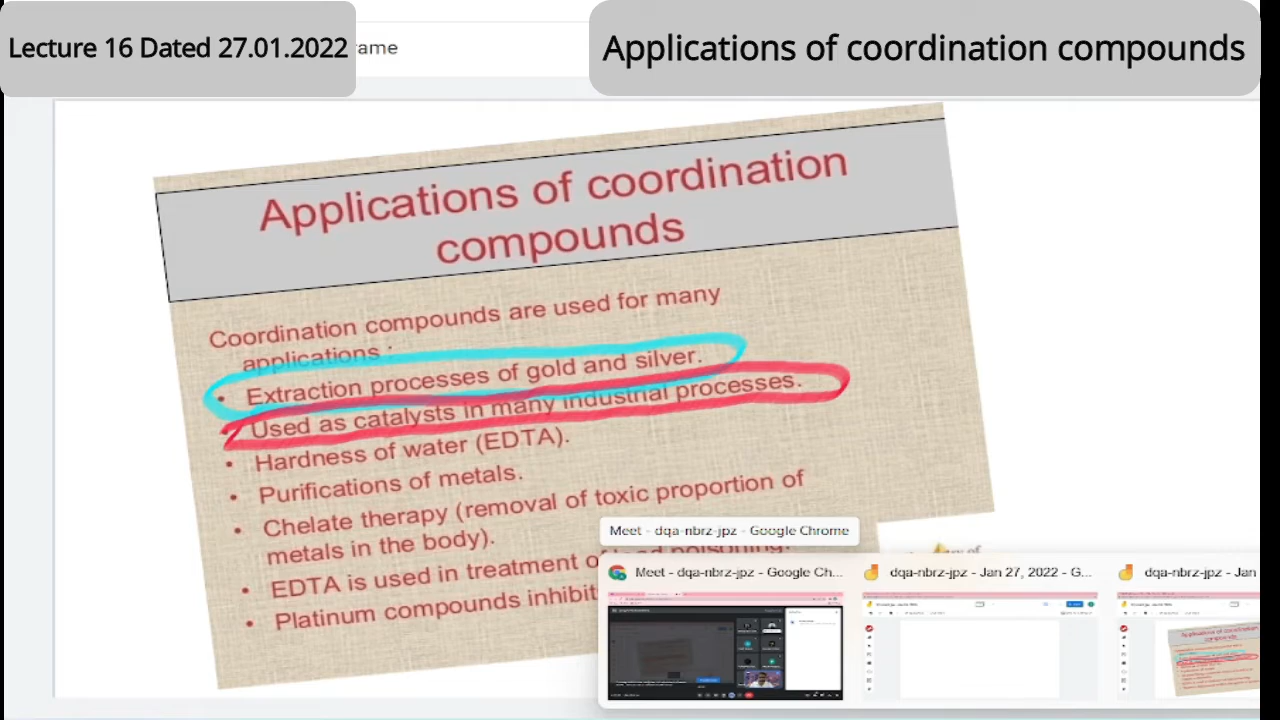 Lecture 16 Dated 27.01.2022
rame
Applications of coordination compounds
Applications of coordination
compounds
Coordination compounds are used for many
applications :
• Extraction processes of gold and silver.
• Used as catalysts in many industrial processes.
• Hardness of water (EDTA).
• Purifications of metals.
• Chelate therapy (removal of toxic proportion of
metals in the body).
• EDTA is used in treatment of lead poisoning.
• Platinum compounds inhibit
Meet - dqa-nbrz-jpz - Google Chrome
Meet - dqa-nbrz-jpz - Google Ch...
dqa-nbrz-jpz - Jan 27, 2022 - G...
dqa-nbrz-jpz - Jan